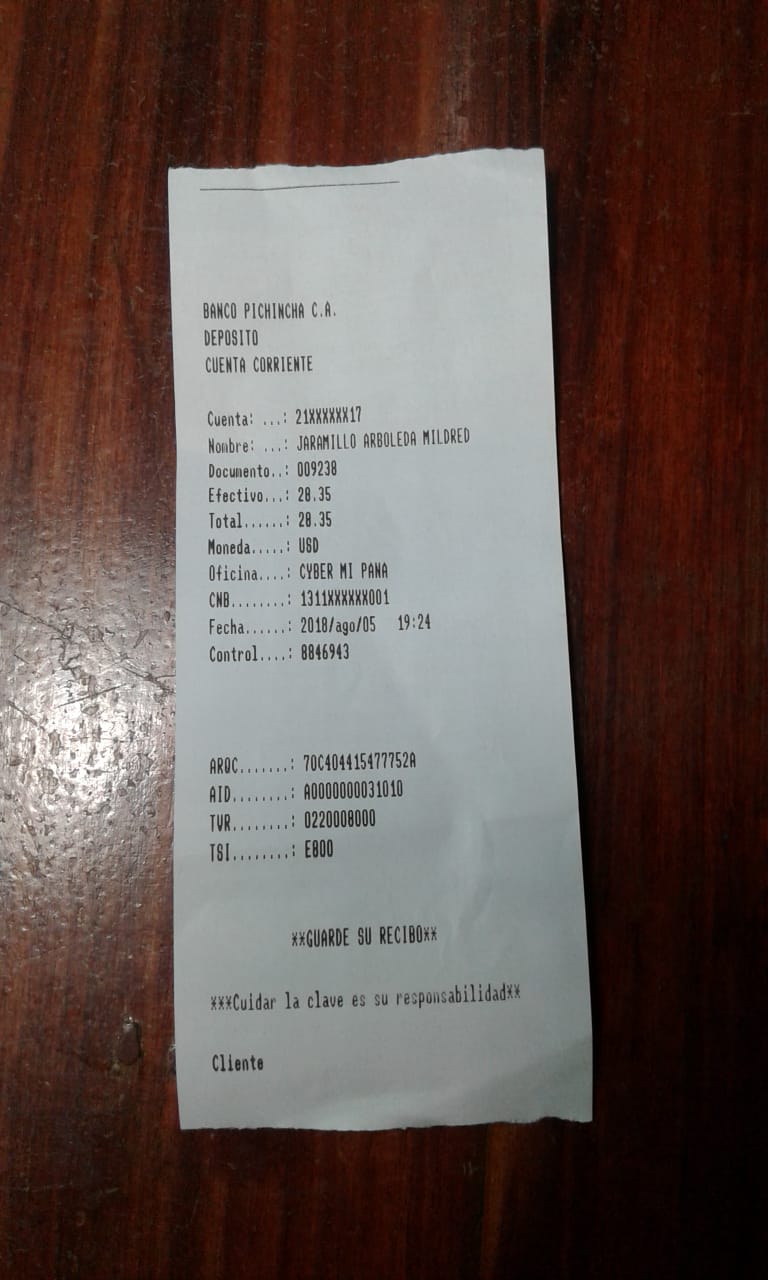 BANCO PICHINCHA C.A.
DEPOSITO
CUENTA CORRIENTE
Cuenta: ...: 21XXXXXX17
Nombre: ...: JARAMILLO ARBOLEDA MILDRED
Documento..: 009238
Efectivo...: 28.35
Total......: 28.35
Moneda.....: USD
Oficina....: CYBER MI PANA
CNB........: 1311XXXXXX001
Fecha......: 2018/ago/05 19:24
Control....: 8846943
ARQC.......: 70C404415477752A
AID........: A0000000031010
TVR........: 0220008000
TSI........: E800
**GUARDE SU RECIBO**
***Cuidar la clave es su responsabilidad**
Cliente